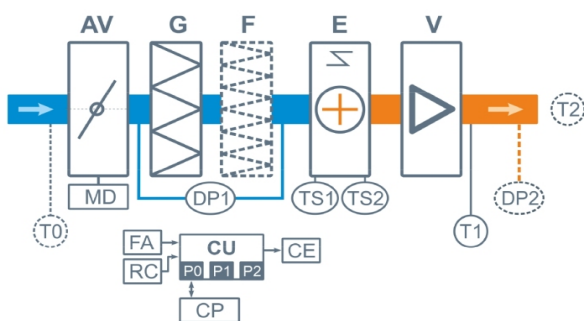 AV G F E V
T2
MD DP1 TS1 TS2 DP2
T0 T1
FA CU CE
RC P0 P1 P2
CP